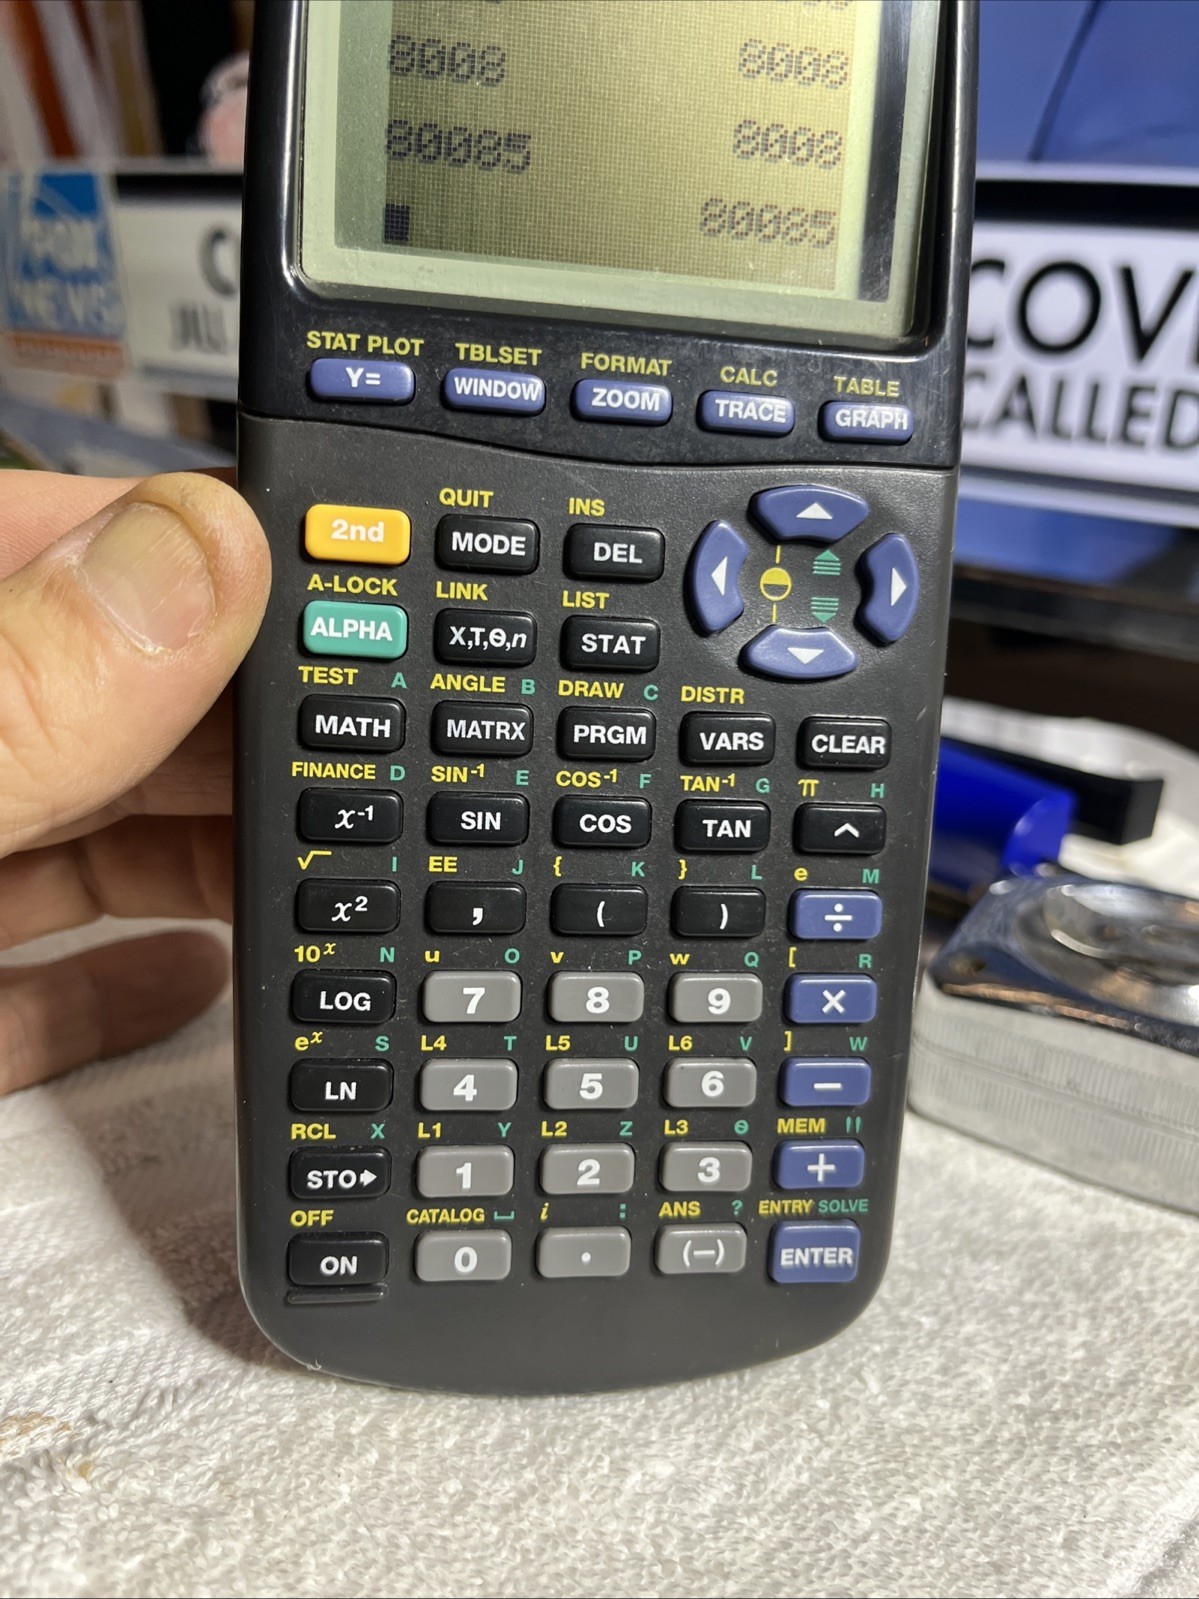 8008 8008
80085 8008
80085
FOX
NEWS
COV
CALLED
STAT PLOT TBLSET FORMAT CALC TABLE
Y= WINDOW ZOOM TRACE GRAPH
QUIT INS
2nd MODE DEL
A-LOCK LINK LIST
ALPHA X,T,Θ,n STAT
TEST A ANGLE B DRAW C DISTR
MATH MATRX PRGM VARS CLEAR
FINANCE D SIN⁻¹ E COS⁻¹ F TAN⁻¹ G π H
x⁻¹ SIN COS TAN ^
√ I EE J { K } L e M
x² , ( ) ÷
10ˣ N u O v P w Q [ R
LOG 7 8 9 ×
eˣ S L4 T L5 U L6 V ] W
LN 4 5 6 −
RCL X L1 Y L2 Z L3 θ MEM "
STO➧ 1 2 3 +
OFF CATALOG ⎵ i : ANS ? ENTRY SOLVE
ON 0 . (−) ENTER